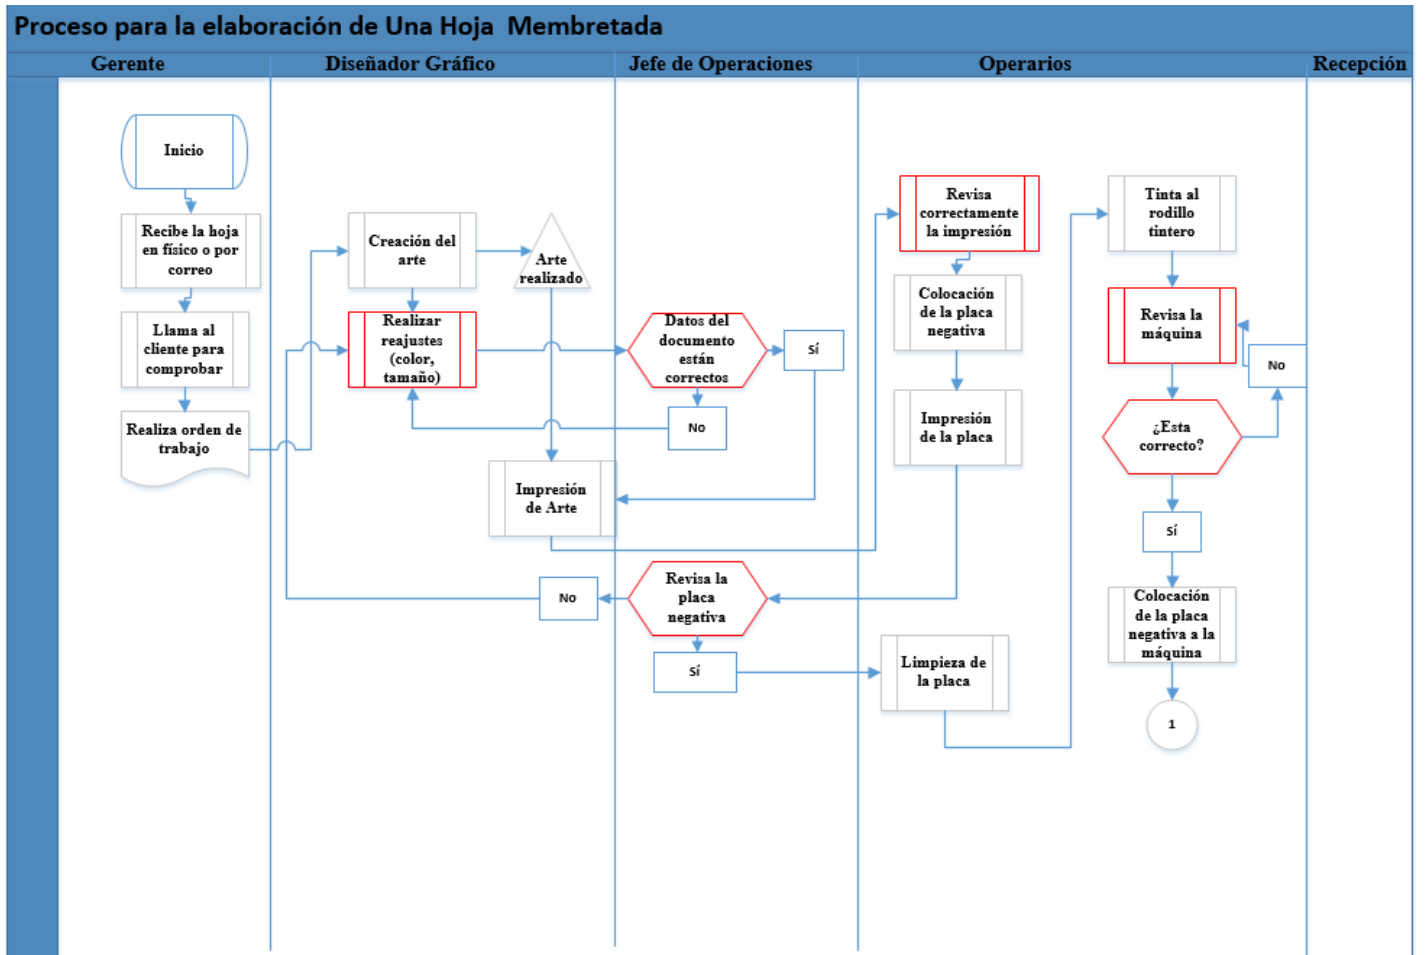 Proceso para la elaboración de Una Hoja Membretada
Gerente
Diseñador Gráfico
Jefe de Operaciones
Operarios
Recepción
Inicio
Recibe la hoja
en físico o por
correo
Llama al
cliente para
comprobar
Realiza orden de
trabajo
Creación del
arte
Arte
realizado
Realizar
reajustes
(color,
tamaño)
Datos del
documento
están
correctos
Sí
No
Impresión
de Arte
Revisa
correctamente
la impresión
Colocación
de la placa
negativa
Impresión
de la placa
Revisa la
placa
negativa
No
Sí
Limpieza de
la placa
Tinta al
rodillo
tintero
Revisa la
máquina
No
¿Esta
correcto?
Sí
Colocación
de la placa
negativa a la
máquina
1